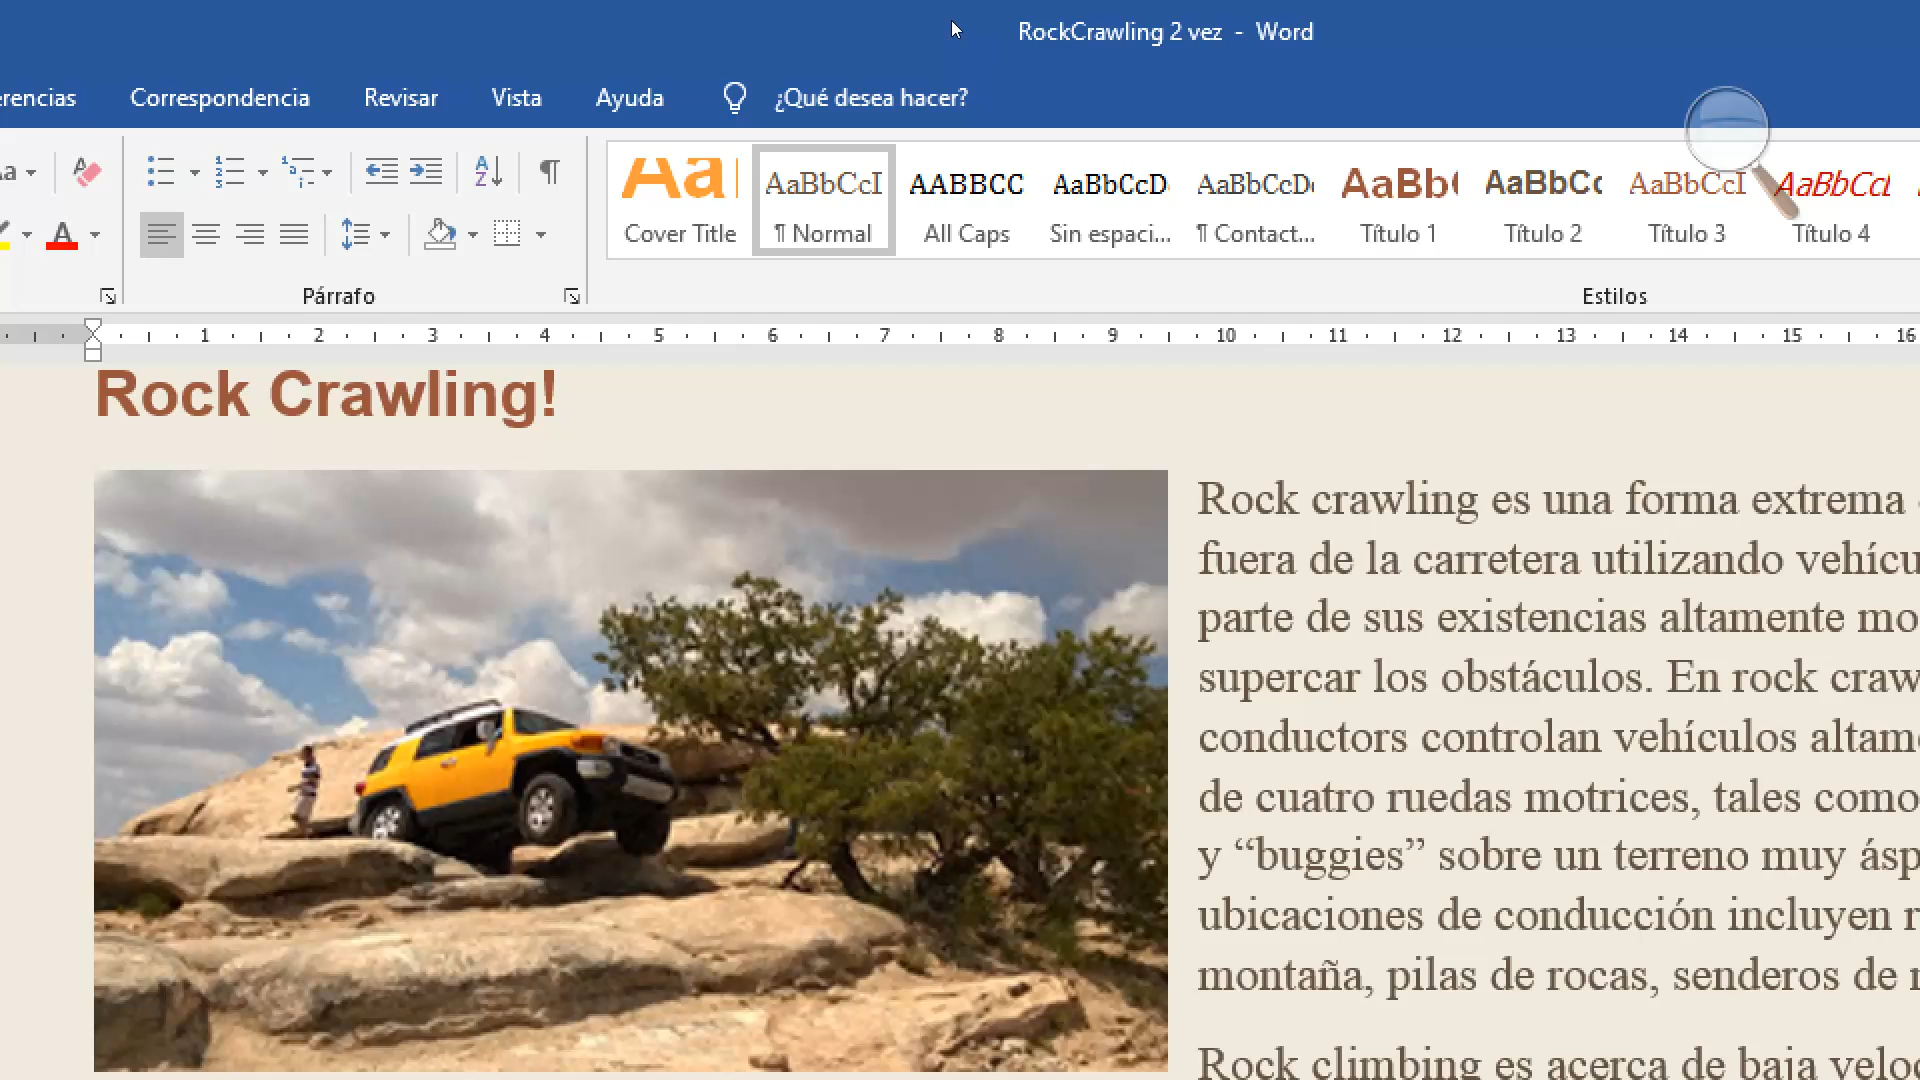 RockCrawling 2 vez - Word
Correspondencia Revisar Vista Ayuda ¿Qué desea hacer?
AaBbCcI AABBCC AaBbCcD AaBbCcD AaBb AaBbCc AaBbCcI AaBbCcL
Cover Title ¶ Normal All Caps Sin espaci... ¶ Contact... Título 1 Título 2 Título 3 Título 4
Párrafo Estilos
1 2 3 4 5 6 7 8 9 10 11 12 13 14 15 16
Rock Crawling!
Rock crawling es una forma extrema
fuera de la carretera utilizando vehícu
parte de sus existencias altamente mo
supercar los obstáculos. En rock craw
conductors controlan vehículos altam
de cuatro ruedas motrices, tales como
y “buggies” sobre un terreno muy ásp
ubicaciones de conducción incluyen r
montaña, pilas de rocas, senderos de
Rock climbing es acerca de baja velo